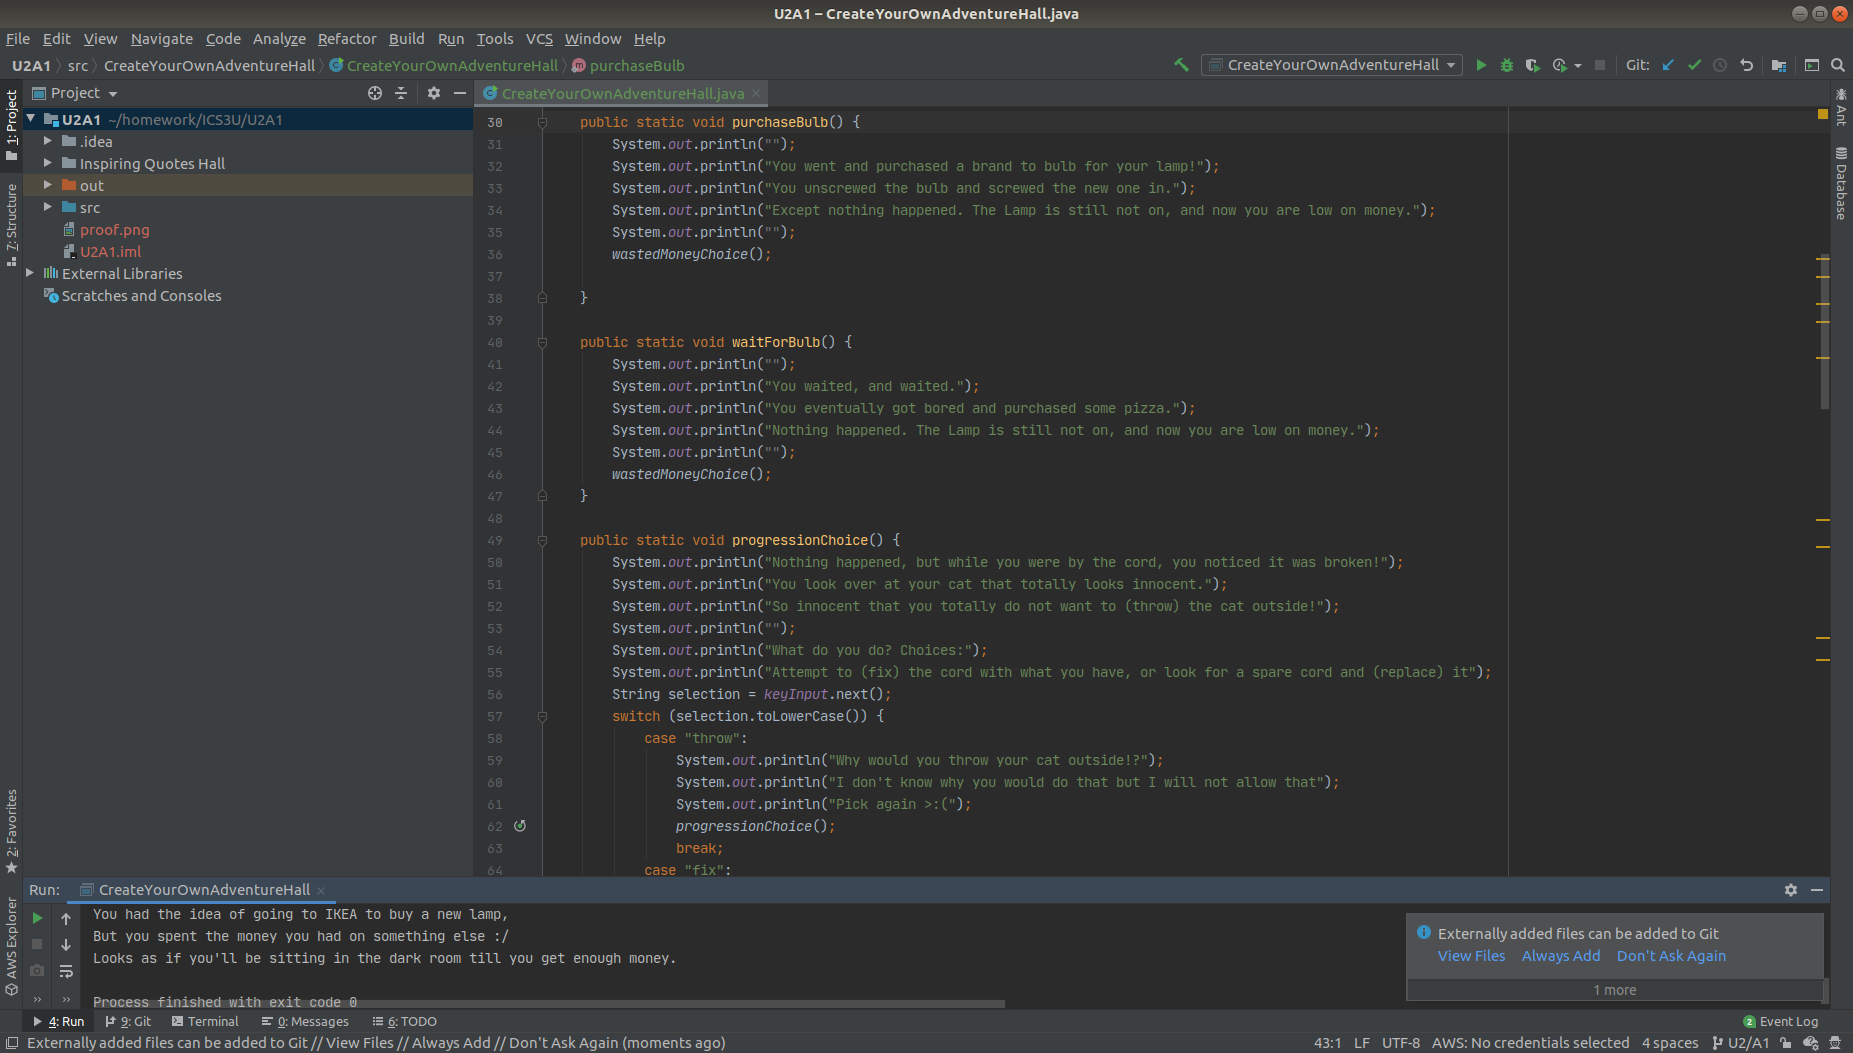 U2A1 – CreateYourOwnAdventureHall.java
File Edit View Navigate Code Analyze Refactor Build Run Tools VCS Window Help
U2A1 src CreateYourOwnAdventureHall CreateYourOwnAdventureHall purchaseBulb CreateYourOwnAdventureHall Git:
1: Project
7: Structure
2: Favorites
AWS Explorer
Project
U2A1 ~/homework/ICS3U/U2A1
.idea
Inspiring Quotes Hall
out
src
proof.png
U2A1.iml
External Libraries
Scratches and Consoles
CreateYourOwnAdventureHall.java
30 public static void purchaseBulb() {
31 System.out.println("");
32 System.out.println("You went and purchased a brand to bulb for your lamp!");
33 System.out.println("You unscrewed the bulb and screwed the new one in.");
34 System.out.println("Except nothing happened. The Lamp is still not on, and now you are low on money.");
35 System.out.println("");
36 wastedMoneyChoice();
37
38 }
39
40 public static void waitForBulb() {
41 System.out.println("");
42 System.out.println("You waited, and waited.");
43 System.out.println("You eventually got bored and purchased some pizza.");
44 System.out.println("Nothing happened. The Lamp is still not on, and now you are low on money.");
45 System.out.println("");
46 wastedMoneyChoice();
47 }
48
49 public static void progressionChoice() {
50 System.out.println("Nothing happened, but while you were by the cord, you noticed it was broken!");
51 System.out.println("You look over at your cat that totally looks innocent.");
52 System.out.println("So innocent that you totally do not want to (throw) the cat outside!");
53 System.out.println("");
54 System.out.println("What do you do? Choices:");
55 System.out.println("Attempt to (fix) the cord with what you have, or look for a spare cord and (replace) it");
56 String selection = keyInput.next();
57 switch (selection.toLowerCase()) {
58 case "throw":
59 System.out.println("Why would you throw your cat outside!?");
60 System.out.println("I don't know why you would do that but I will not allow that");
61 System.out.println("Pick again >:(");
62 progressionChoice();
63 break;
64 case "fix":
Ant
Database
Run: CreateYourOwnAdventureHall
You had the idea of going to IKEA to buy a new lamp,
But you spent the money you had on something else :/
Looks as if you'll be sitting in the dark room till you get enough money.
Process finished with exit code 0
Externally added files can be added to Git
View Files Always Add Don't Ask Again
1 more
4: Run 9: Git Terminal 0: Messages 6: TODO 2 Event Log
Externally added files can be added to Git // View Files // Always Add // Don't Ask Again (moments ago) 43:1 LF UTF-8 AWS: No credentials selected 4 spaces U2/A1